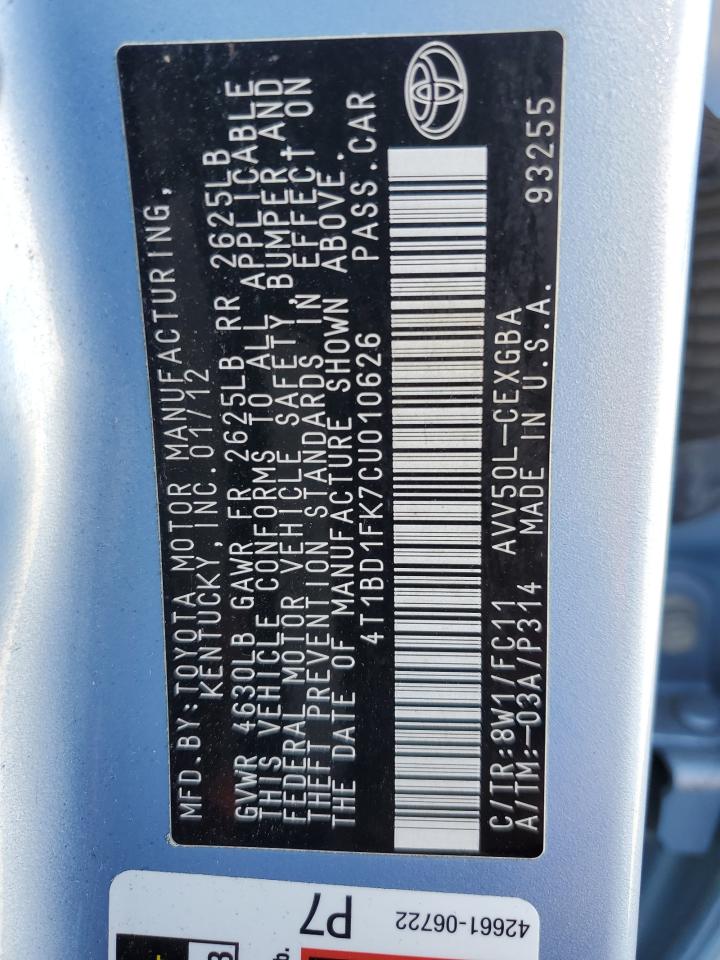 MFD.BY:TOYOTA MOTOR MANUFACTURING,
KENTUCKY,INC.01/12
GVWR 4630LB GAWR FR 2625LB RR 2625LB
THIS VEHICLE CONFORMS TO ALL APPLICABLE
FEDERAL MOTOR VEHICLE SAFETY,BUMPER,AND
THEFT PREVENTION STANDARDS IN EFFECT ON
THE DATE OF MANUFACTURE SHOWN ABOVE.
4T1BD1FK7CU010626 PASS.CAR
C/TR:8W1/FC11 AVV50L-CEXGBA 93255
A/TM:-03A/P314 MADE IN U.S.A.
P7
42661-06722